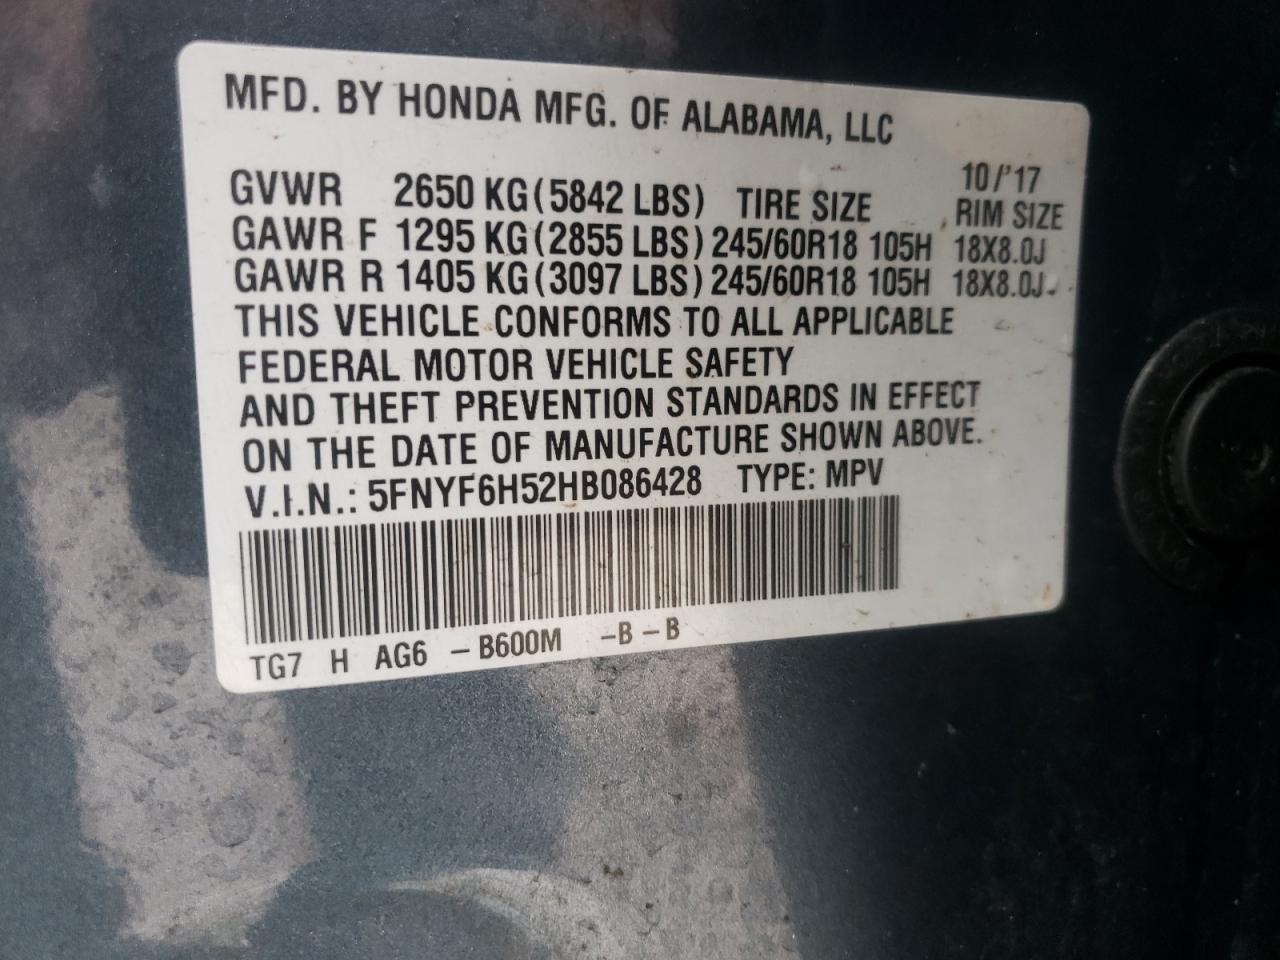 MFD. BY HONDA MFG. OF ALABAMA, LLC
10/'17
GVWR 2650 KG(5842 LBS) TIRE SIZE RIM SIZE
GAWR F 1295 KG(2855 LBS) 245/60R18 105H 18X8.0J
GAWR R 1405 KG(3097 LBS) 245/60R18 105H 18X8.0J
THIS VEHICLE CONFORMS TO ALL APPLICABLE
FEDERAL MOTOR VEHICLE SAFETY
AND THEFT PREVENTION STANDARDS IN EFFECT
ON THE DATE OF MANUFACTURE SHOWN ABOVE.
V.I.N.: 5FNYF6H52HB086428 TYPE: MPV
TG7 H AG6 - B600M -B - B